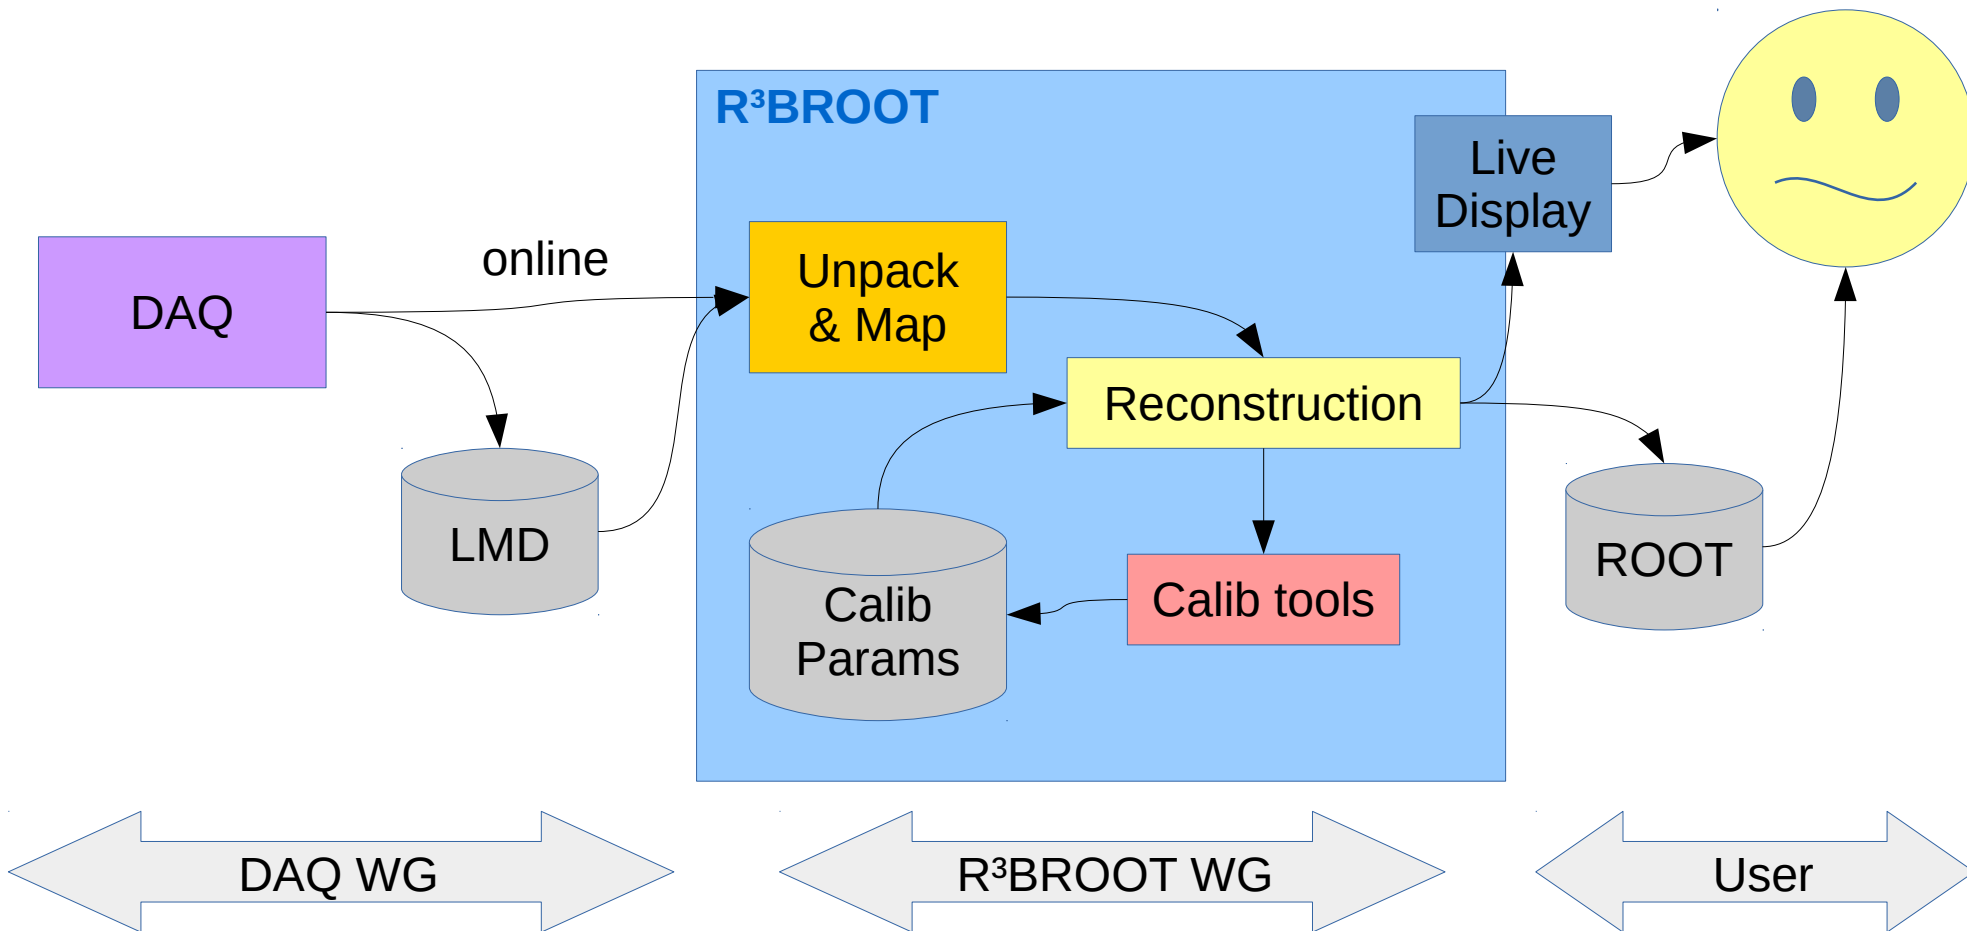 R³BROOT
Live
Display
online
Unpack
& Map
DAQ
Reconstruction
LMD
ROOT
Calib
Params
Calib tools
DAQ WG
R³BROOT WG
User